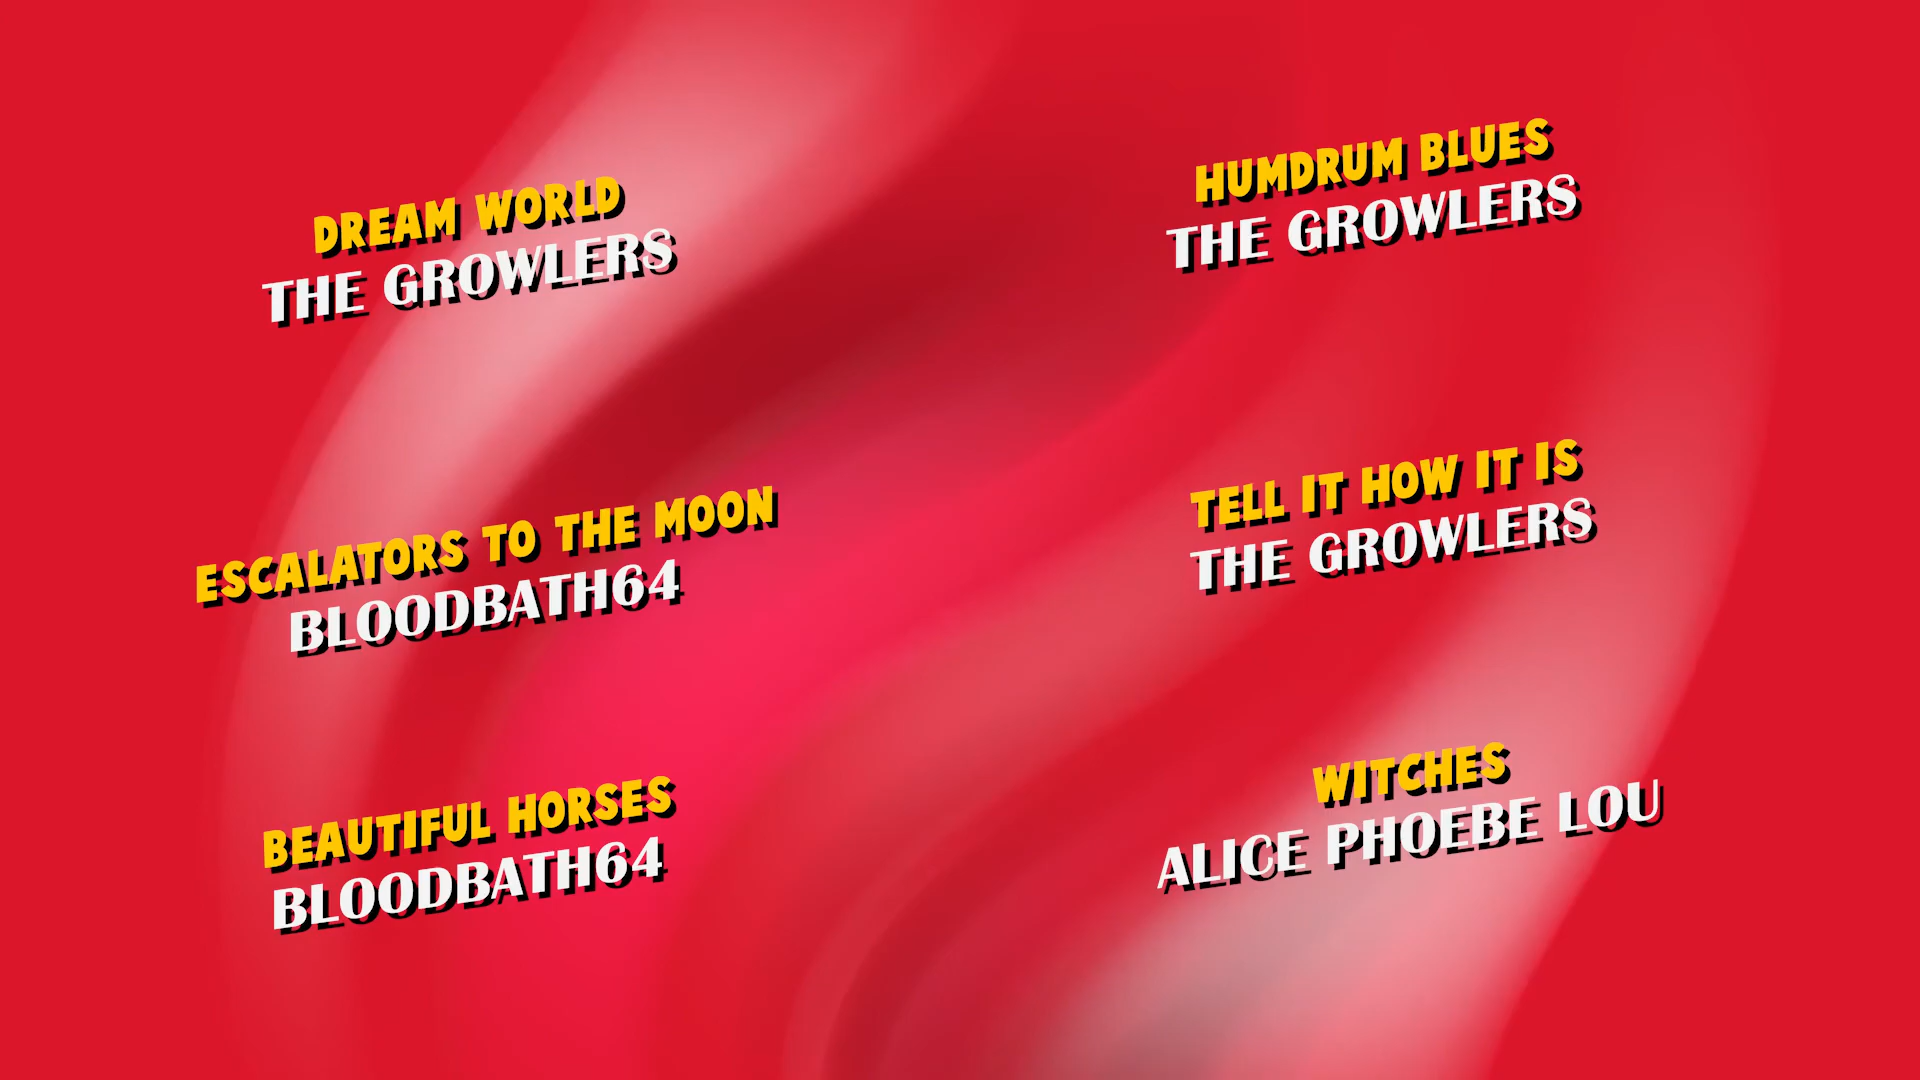 DREAM WORLD
THE GROWLERS
ESCALATORS TO THE MOON
BLOODBATH64
BEAUTIFUL HORSES
BLOODBATH64
HUMDRUM BLUES
THE GROWLERS
TELL IT HOW IT IS
THE GROWLERS
WITCHES
ALICE PHOEBE LOU